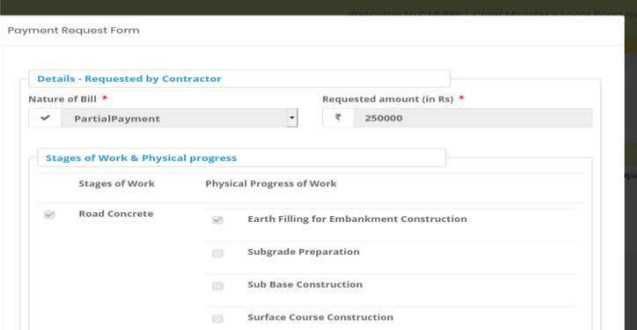 Payment Request Form
Details - Requested by Contractor
Nature of Bill *
Requested amount (in Rs) *
PartialPayment
₹ 250000
Stages of Work & Physical progress
Stages of Work
Physical Progress of Work
Road Concrete
Earth Filling for Embankment Construction
Subgrade Preparation
Sub Base Construction
Surface Course Construction